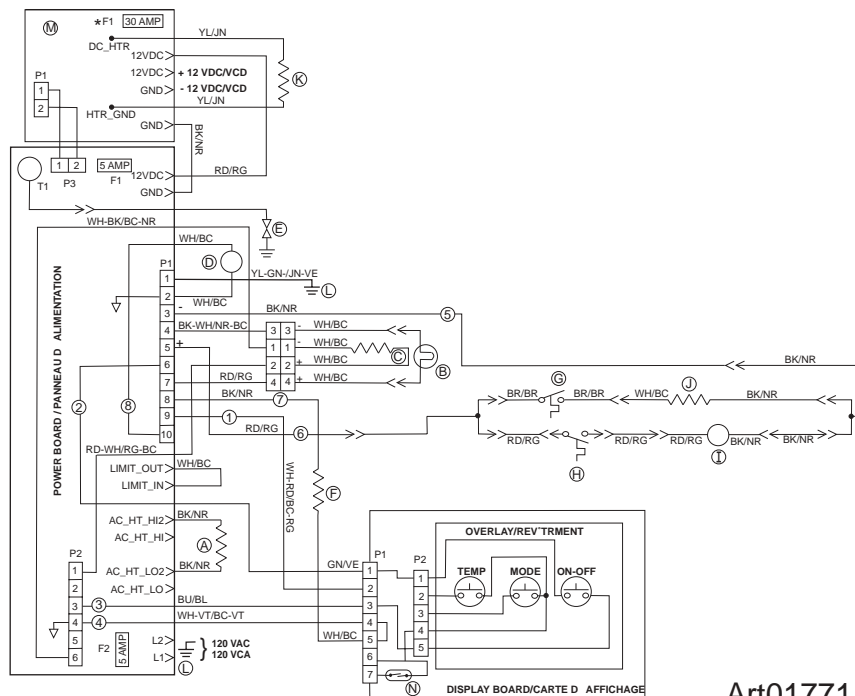 M
*F1 30 AMP
YL/JN
DC_HTR
12VDC
12VDC + 12 VDC/VCD
GND - 12 VDC/VCD
YL/JN
K
P1
1
2
HTR_GND
GND
BK/NR
T1
1 2
P3
5 AMP
F1
12VDC
RD/RG
GND
WH-BK/BC-NR
E
WH/BC
D
P1
YL-GN-/JN-VE
L
WH/BC
1
2
3
4
5
6
7
8
9
10
-
+
BK/NR
5
BK-WH/NR-BC
3 3 - WH/BC
1 1 - WH/BC
2 2 + WH/BC
4 4 + WH/BC
C
B
RD/RG
BK/NR
7
1
RD/RG
6
2
8
BK/NR
G
BR/BR
BR/BR
WH/BC
J
BK/NR
RD/RG
RD/RG
RD/RG
BK/NR
BK/NR
H
I
POWER BOARD / PANNEAU D ALIMENTATION
RD-WH/RG-BC
LIMIT_OUT
WH/BC
LIMIT_IN
WH-RD/BC-RG
F
AC_HT_HI2
BK/NR
AC_HT_HI
A
AC_HT_LO2
BK/NR
AC_HT_LO
P2
1
2
3
4
5
6
3
BU/BL
4
WH-VT/BC-VT
F2
5 AMP
L2
L1
L
120 VAC
120 VCA
GN/VE
WH/BC
P1
1
2
3
4
5
6
7
P2
1
2
3
4
5
OVERLAY/REV˘TRMENT
TEMP
MODE
ON-OFF
N
DISPLAY BOARD/CARTE D AFFICHAGE
Art01771